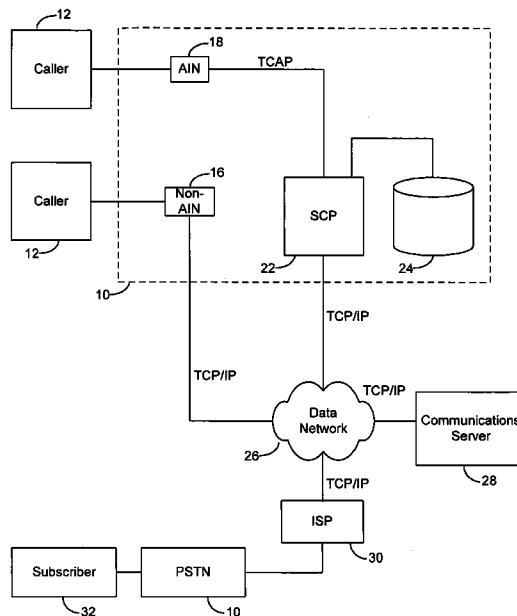 12
Caller
18
AIN
TCAP
16
Non-
AIN
Caller
12
SCP
22
24
10
TCP/IP
TCP/IP
TCP/IP
Data
Network
26
Communications
Server
28
TCP/IP
ISP
30
Subscriber
32
PSTN
10